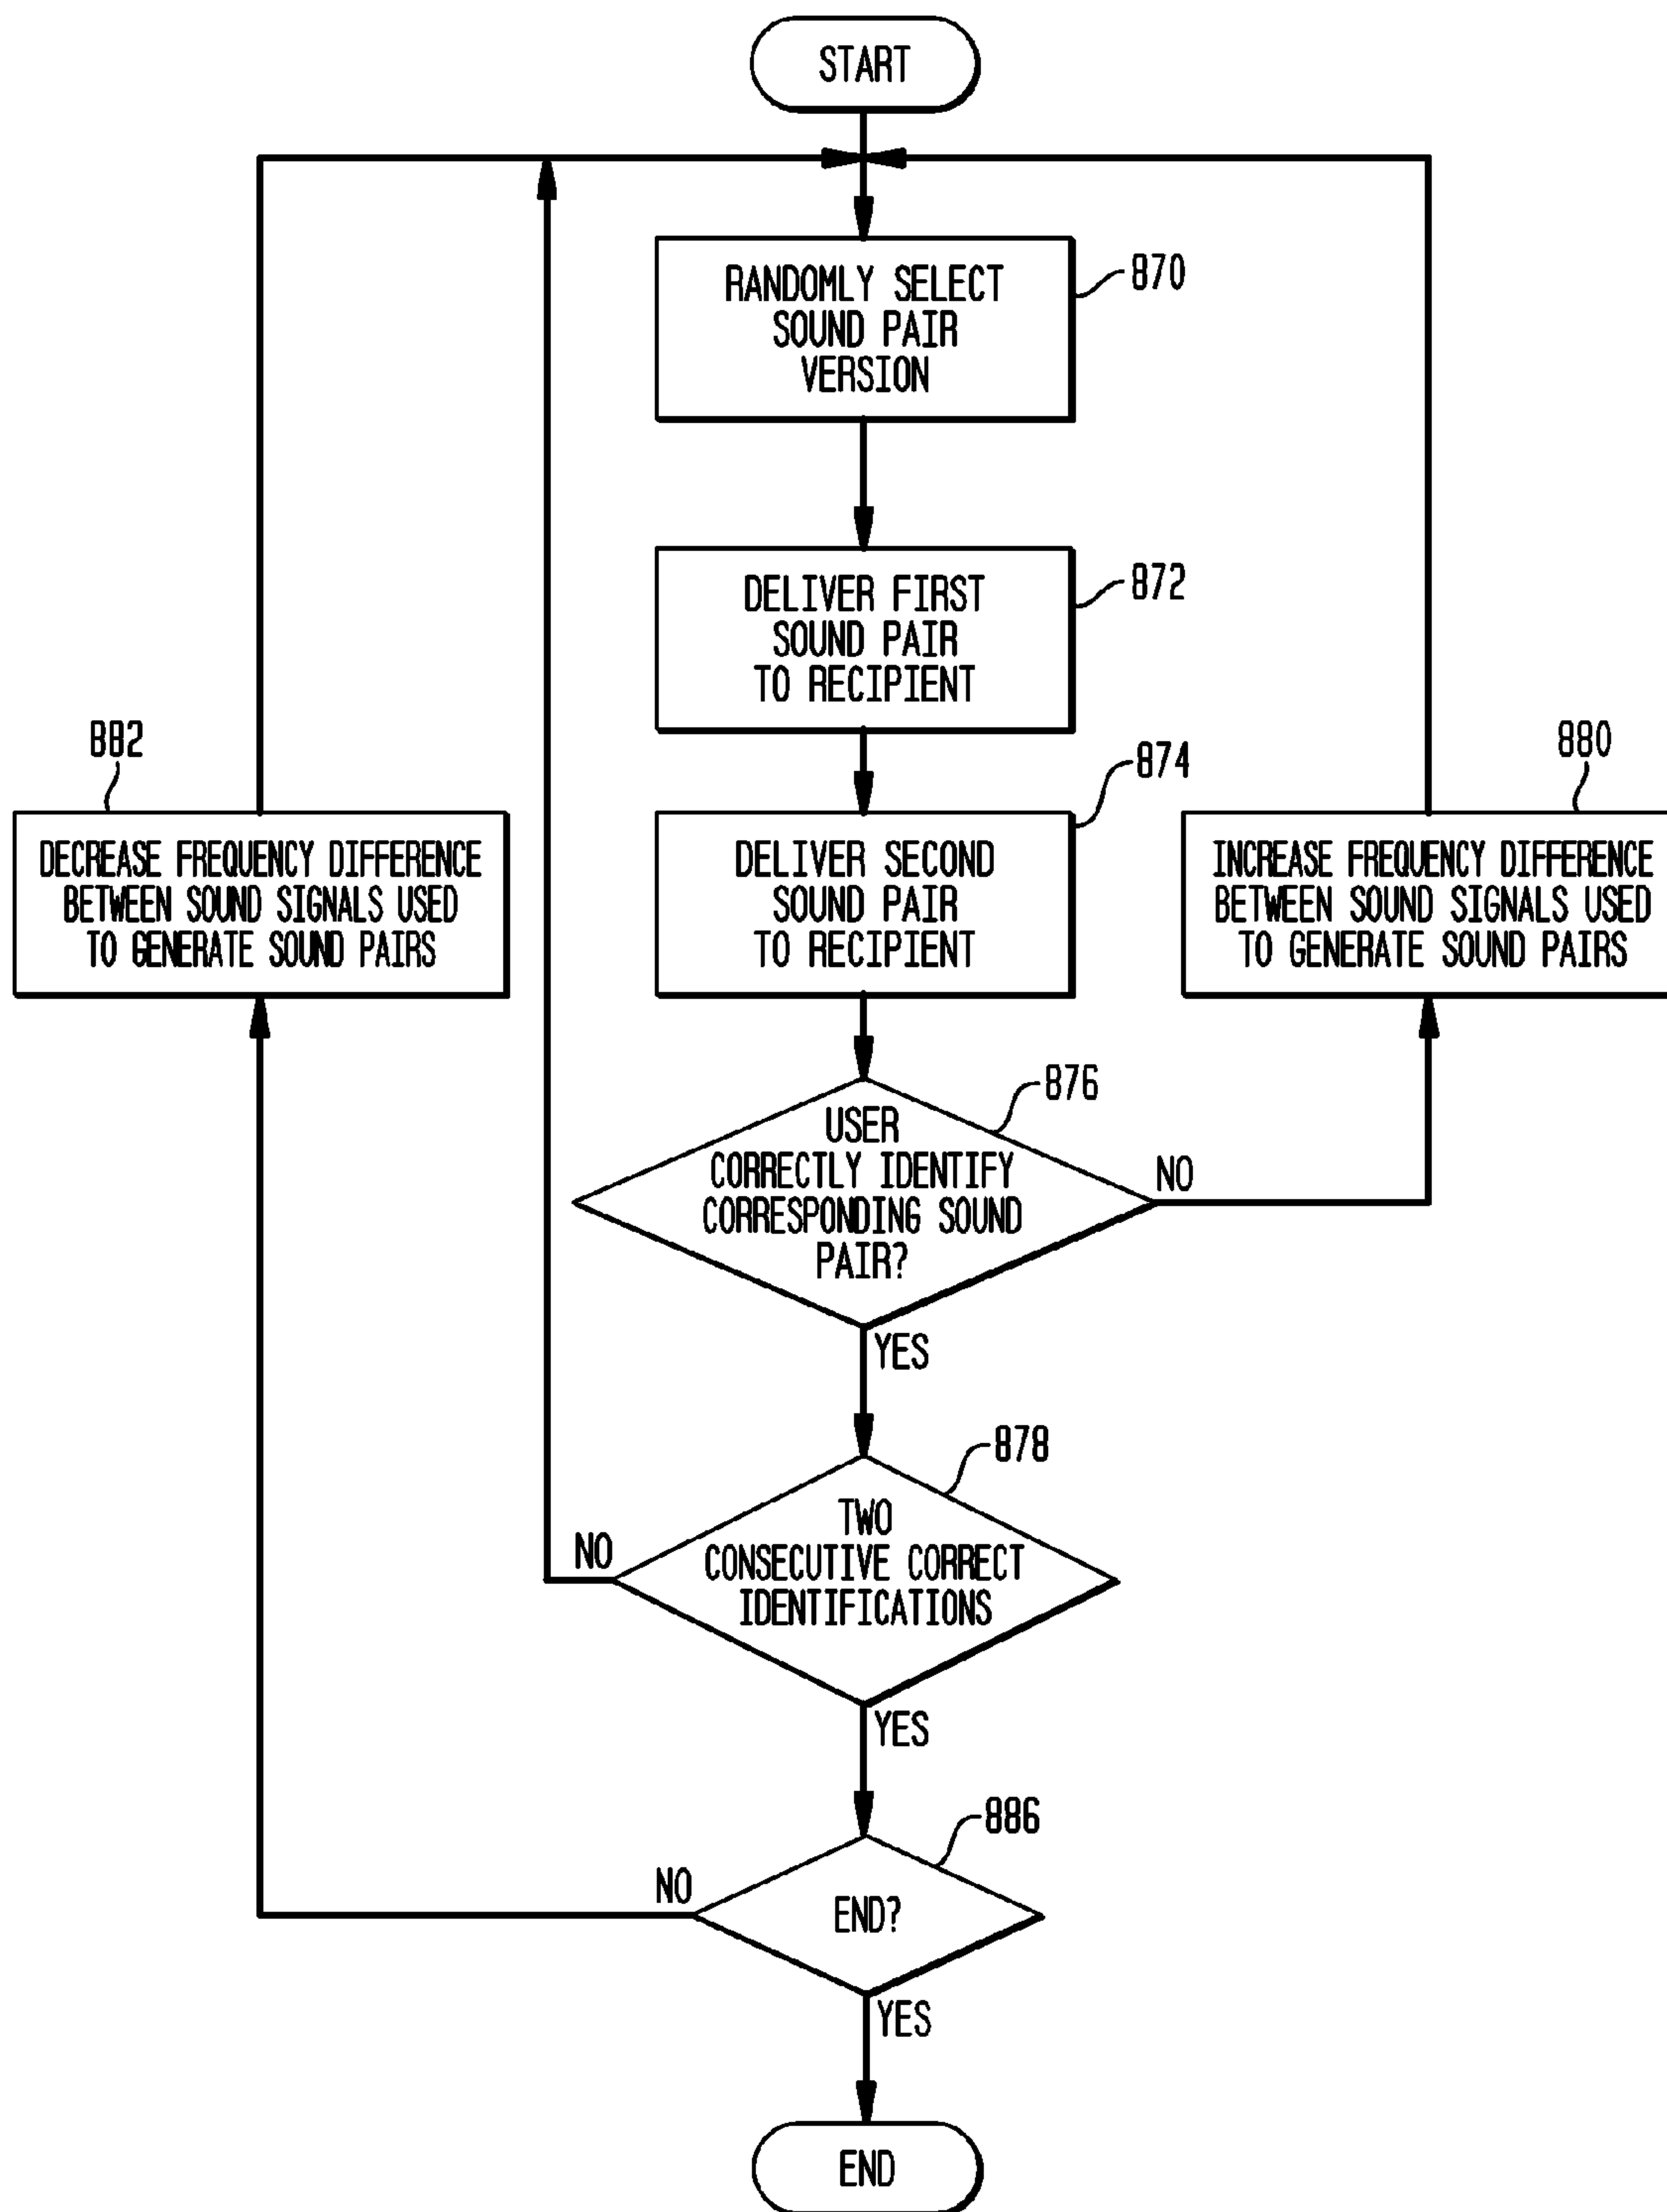 START
RANDOMLY SELECT
SOUND PAIR
VERSION
870
DELIVER FIRST
SOUND PAIR
TO RECIPIENT
872
882
DECREASE FREQUENCY DIFFERENCE
BETWEEN SOUND SIGNALS USED
TO GENERATE SOUND PAIRS
DELIVER SECOND
SOUND PAIR
TO RECIPIENT
874
880
INCREASE FREQUENCY DIFFERENCE
BETWEEN SOUND SIGNALS USED
TO GENERATE SOUND PAIRS
876
USER
CORRECTLY IDENTIFY
CORRESPONDING SOUND
PAIR?
NO
YES
878
TWO
CONSECUTIVE CORRECT
IDENTIFICATIONS
NO
YES
886
END?
NO
YES
END